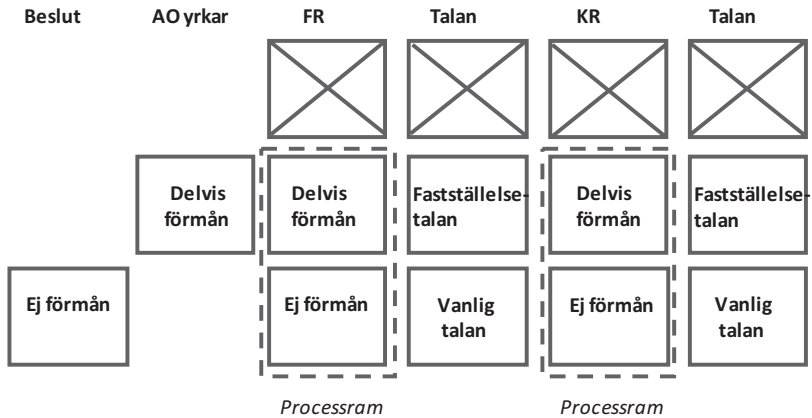 Beslut AO yrkar FR Talan KR Talan
Delvis förmån Delvis förmån Fastställelse-talan Delvis förmån Fastställelse-talan
Ej förmån Ej förmån Vanlig talan Ej förmån Vanlig talan
Processram Processram